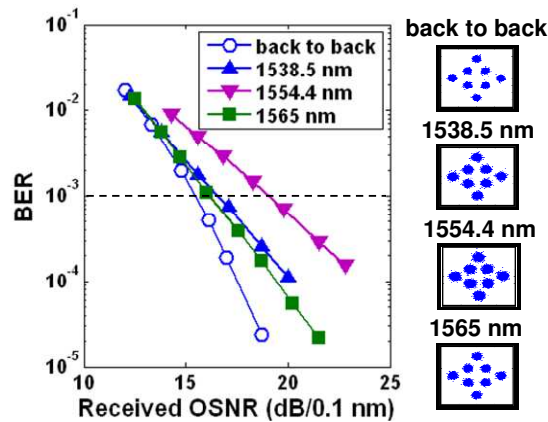 back to back
1538.5 nm
1554.4 nm
1565 nm
10^-1
10^-2
10^-3
10^-4
10^-5
BER
10
15
20
25
Received OSNR (dB/0.1 nm)
back to back
1538.5 nm
1554.4 nm
1565 nm